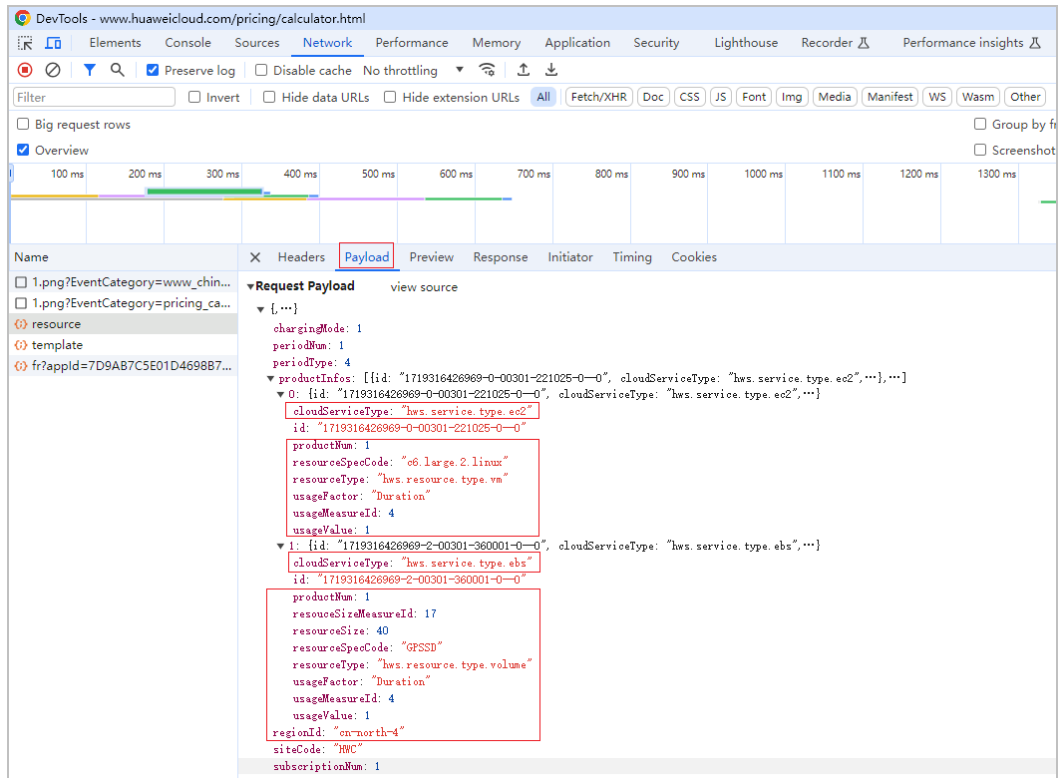 DevTools - www.huaweicloud.com/pricing/calculator.html
Elements Console Sources Network Performance Memory Application Security Lighthouse Recorder Performance insights
Preserve log Disable cache No throttling
Filter Invert Hide data URLs Hide extension URLs All Fetch/XHR Doc CSS JS Font Img Media Manifest WS Wasm Other
Big request rows Group by fr
Overview Screenshot
100 ms 200 ms 300 ms 400 ms 500 ms 600 ms 700 ms 800 ms 900 ms 1000 ms 1100 ms 1200 ms 1300 ms
Name Headers Payload Preview Response Initiator Timing Cookies
1.png?EventCategory=www_chin...
1.png?EventCategory=pricing_ca...
resource
template
fr?appId=7D9AB7C5E01D4698B7...
Request Payload view source
{,…}
chargingMode: 1
periodNum: 1
periodType: 4
productInfos: [{id: "1719316426969-0-00301-221025-0--0", cloudServiceType: "hws.service.type.ec2",…},…]
0: {id: "1719316426969-0-00301-221025-0--0", cloudServiceType: "hws.service.type.ec2",…}
cloudServiceType: "hws.service.type.ec2"
id: "1719316426969-0-00301-221025-0--0"
productNum: 1
resourceSpecCode: "c6.large.2.linux"
resourceType: "hws.resource.type.vm"
usageFactor: "Duration"
usageMeasureId: 4
usageValue: 1
1: {id: "1719316426969-2-00301-360001-0--0", cloudServiceType: "hws.service.type.ebs",…}
cloudServiceType: "hws.service.type.ebs"
id: "1719316426969-2-00301-360001-0--0"
productNum: 1
resouceSizeMeasureId: 17
resourceSize: 40
resourceSpecCode: "GPSSD"
resourceType: "hws.resource.type.volume"
usageFactor: "Duration"
usageMeasureId: 4
usageValue: 1
regionId: "cn-north-4"
siteCode: "HWC"
subscriptionNum: 1